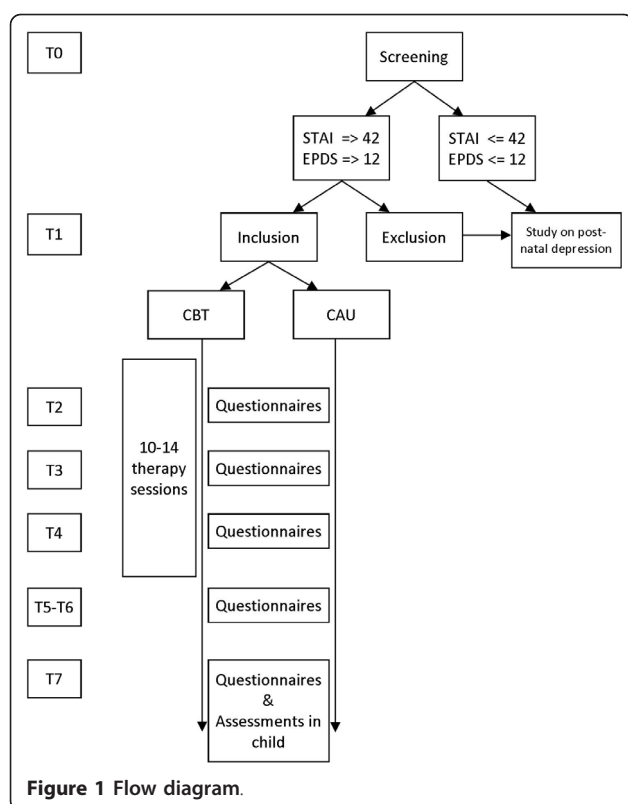 T0
Screening
STAI => 42
EPDS => 12
STAI <= 42
EPDS <= 12
T1
Inclusion
Exclusion
Study on post-
natal depression
CBT
CAU
10-14
therapy
sessions
T2
Questionnaires
T3
Questionnaires
T4
Questionnaires
T5-T6
Questionnaires
T7
Questionnaires
&
Assessments in
child
Figure 1 Flow diagram.